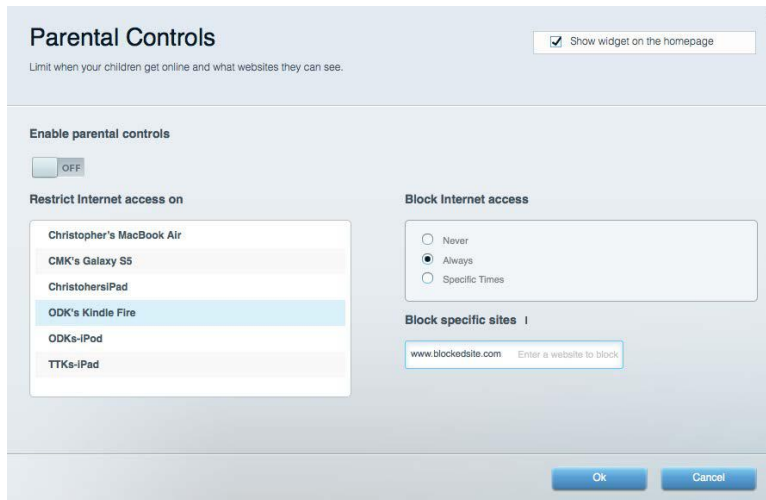 Parental Controls
Show widget on the homepage
Limit when your children get online and what websites they can see.
Enable parental controls
OFF
Restrict Internet access on
Christopher's MacBook Air
CMK's Galaxy S5
ChristohersiPad
ODK's Kindle Fire
ODKs-iPod
TTKs-iPad
Block Internet access
Never
Always
Specific Times
Block specific sites I
www.blockedsite.com Enter a website to block
Ok
Cancel